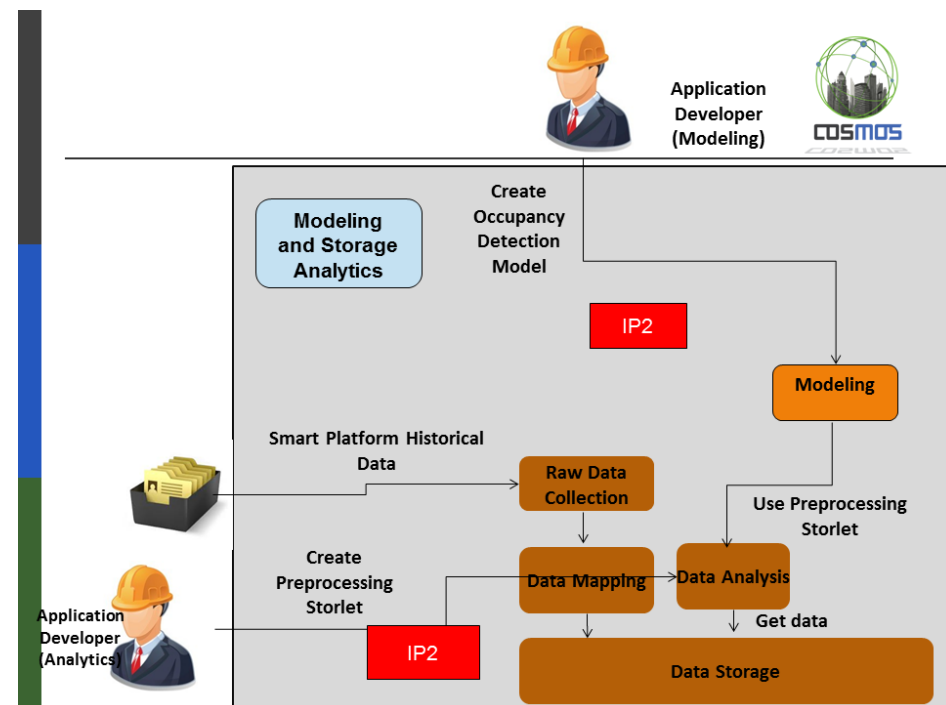 Application
Developer
(Modeling)
COSMOS
Create
Occupancy
Detection
Model
Modeling
and Storage
Analytics
IP2
Modeling
Smart Platform Historical
Data
Raw Data
Collection
Use Preprocessing
Storlet
Create
Preprocessing
Storlet
Data Mapping
Data Analysis
Application
Developer
(Analytics)
IP2
Get data
Data Storage